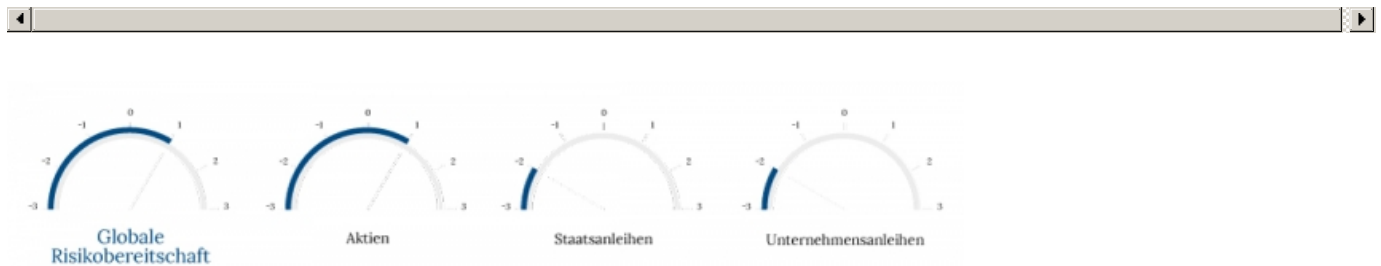 -3 -2 -1 0 1 2 3
Globale
Risikobereitschaft
-3 -2 -1 0 1 2 3
Aktien
-3 -2 -1 0 1 2 3
Staatsanleihen
-3 -2 -1 0 1 2 3
Unternehmensanleihen